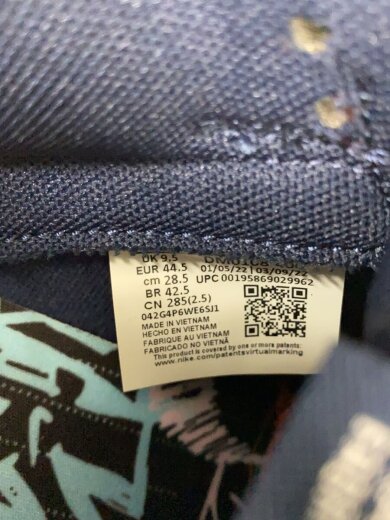 UK 9.5
EUR 44.5 01/05/22 | 03/09/22
cm 28.5 UPC 00195869029962
BR 42.5
CN 285(2.5)
042G4P6WE6SJ1
MADE IN VIETNAM
HECHO EN VIETNAM
FABRIQUE AU VIETNAM
FABRICADO NO VIETNÃ
This product is covered by one or more patents. See
www.nike.com/patentsvirtualmarking